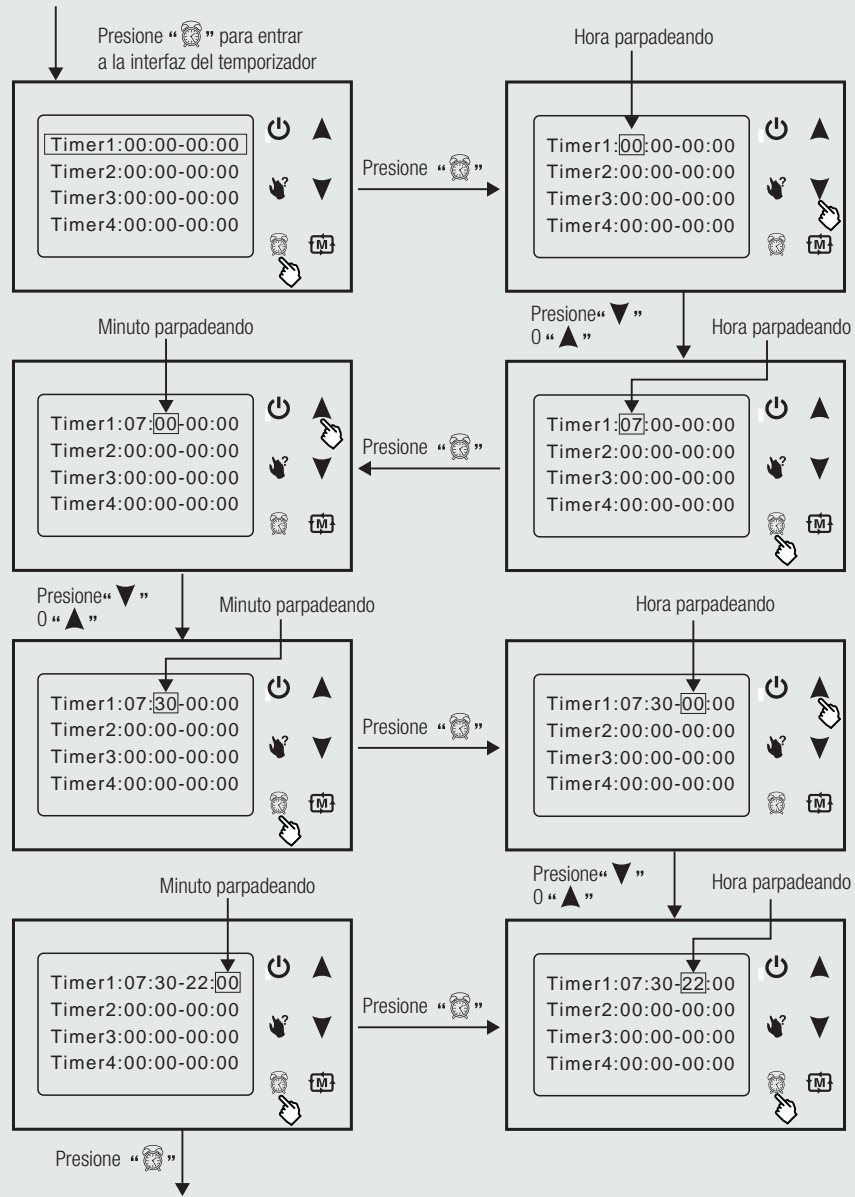 Presione “ ” para entrar
a la interfaz del temporizador
Timer1:00:00-00:00
Timer2:00:00-00:00
Timer3:00:00-00:00
Timer4:00:00-00:00
?
M
Presione “ ”
Hora parpadeando
Timer1:00:00-00:00
Timer2:00:00-00:00
Timer3:00:00-00:00
Timer4:00:00-00:00
?
M
Presione“▼”
O “▲”
Hora parpadeando
Timer1:07:00-00:00
Timer2:00:00-00:00
Timer3:00:00-00:00
Timer4:00:00-00:00
?
M
Presione “ ”
Minuto parpadeando
Timer1:07:00-00:00
Timer2:00:00-00:00
Timer3:00:00-00:00
Timer4:00:00-00:00
?
M
Presione“▼”
O “▲”
Minuto parpadeando
Timer1:07:30-00:00
Timer2:00:00-00:00
Timer3:00:00-00:00
Timer4:00:00-00:00
?
M
Presione “ ”
Hora parpadeando
Timer1:07:30-00:00
Timer2:00:00-00:00
Timer3:00:00-00:00
Timer4:00:00-00:00
?
M
Presione“▼”
O “▲”
Hora parpadeando
Timer1:07:30-22:00
Timer2:00:00-00:00
Timer3:00:00-00:00
Timer4:00:00-00:00
?
M
Presione “ ”
Minuto parpadeando
Timer1:07:30-22:00
Timer2:00:00-00:00
Timer3:00:00-00:00
Timer4:00:00-00:00
?
M
Presione “ ”